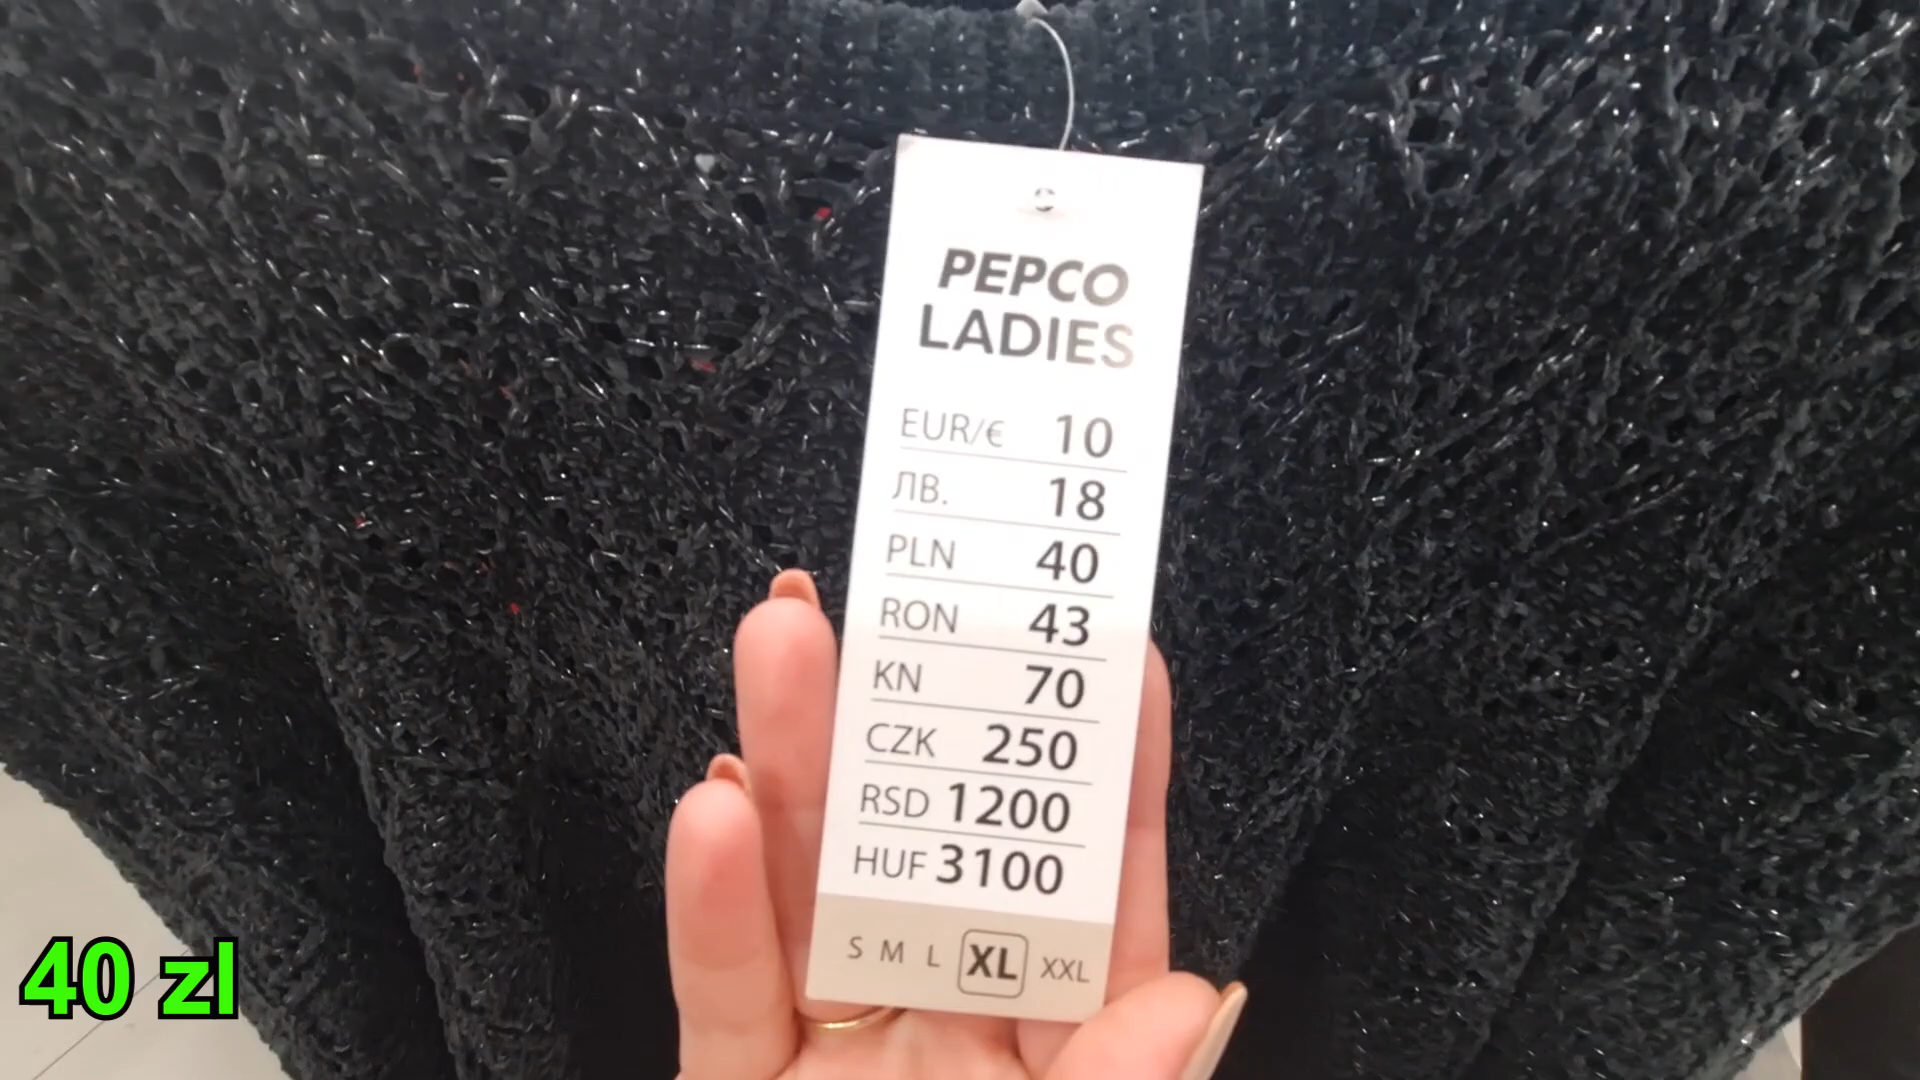 PEPCO
LADIES
EUR/€ 10
ЛВ. 18
PLN 40
RON 43
KN 70
CZK 250
RSD 1200
HUF 3100
S M L XL XXL
40 zl